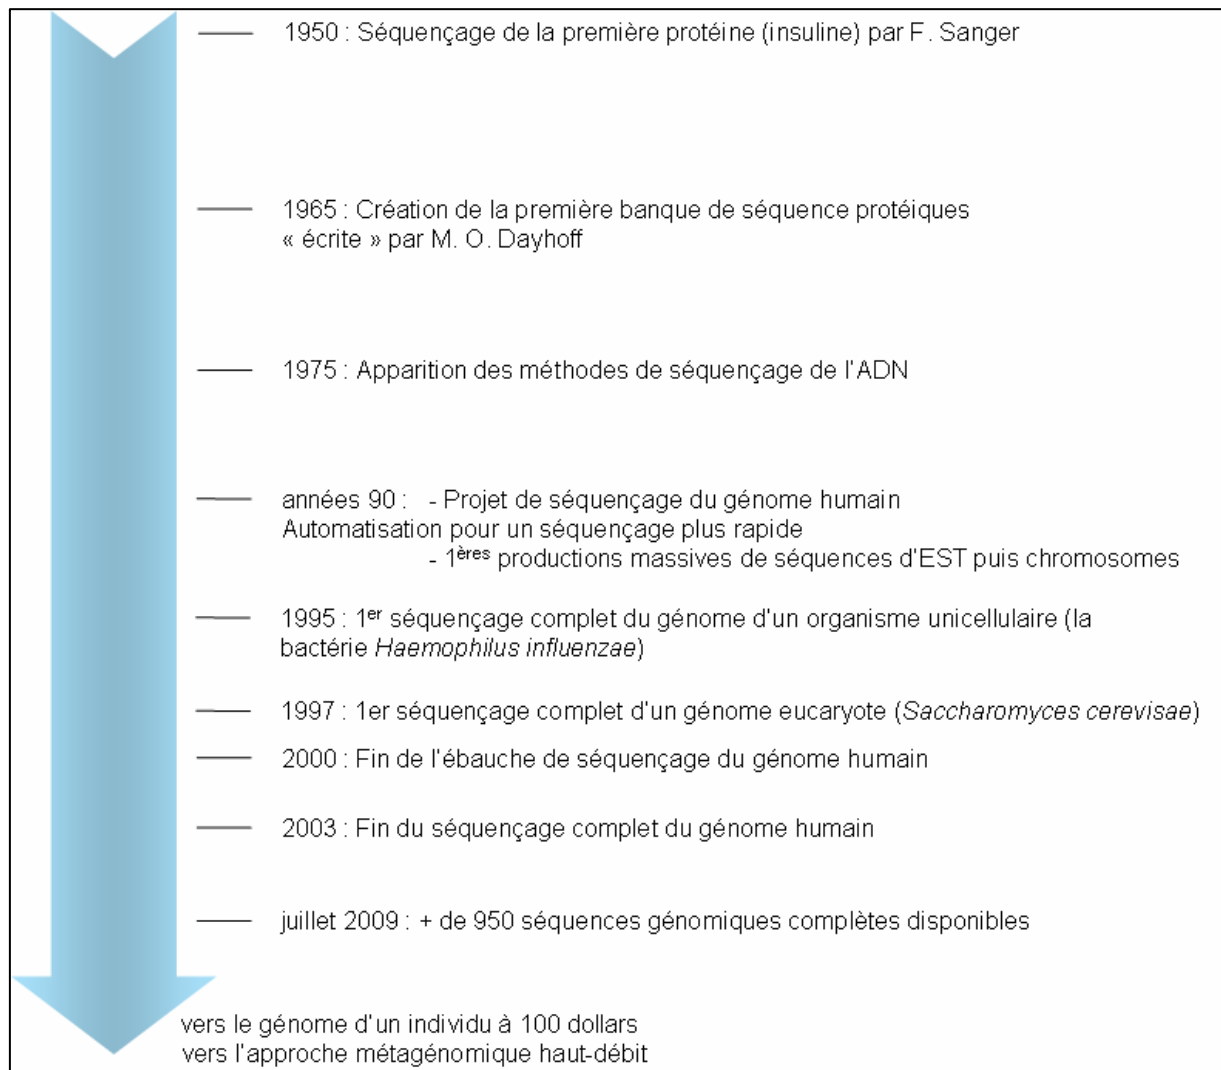 1950 : Séquençage de la première protéine (insuline) par F. Sanger
1965 : Création de la première banque de séquence protéiques
« écrite » par M. O. Dayhoff
1975 : Apparition des méthodes de séquençage de l'ADN
années 90 : - Projet de séquençage du génome humain
Automatisation pour un séquençage plus rapide
- 1ères productions massives de séquences d'EST puis chromosomes
1995 : 1er séquençage complet du génome d'un organisme unicellulaire (la
bactérie Haemophilus influenzae)
1997 : 1er séquençage complet d'un génome eucaryote (Saccharomyces cerevisae)
2000 : Fin de l'ébauche de séquençage du génome humain
2003 : Fin du séquençage complet du génome humain
juillet 2009 : + de 950 séquences génomiques complètes disponibles
vers le génome d'un individu à 100 dollars
vers l'approche métagénomique haut-débit